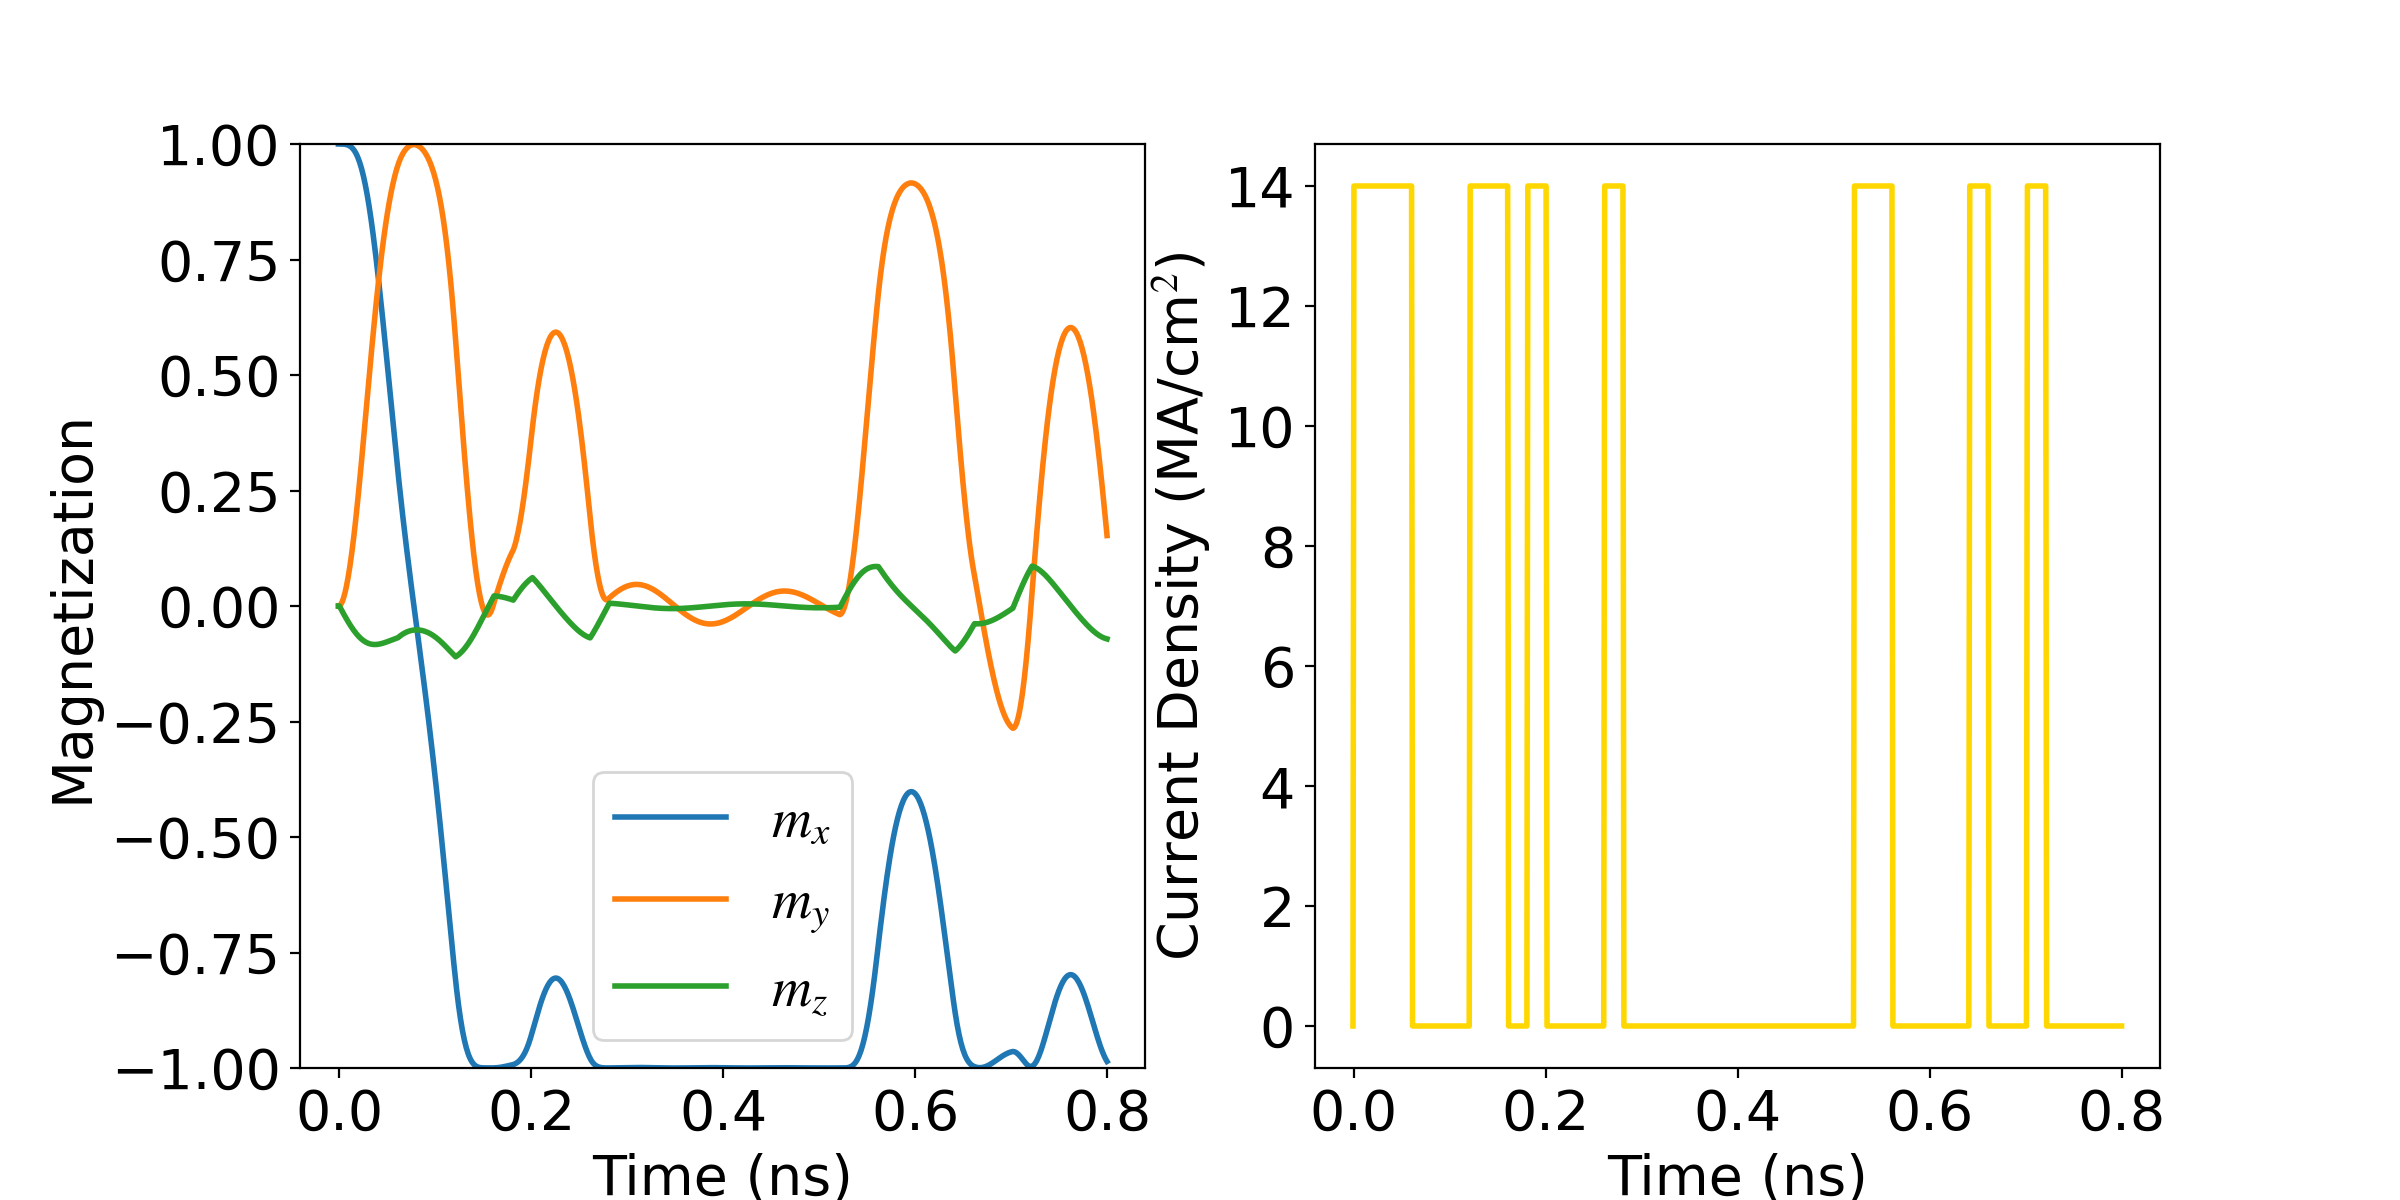 Magnetization
1.00
0.75
0.50
0.25
0.00
−0.25
−0.50
−0.75
−1.00
0.0 0.2 0.4 0.6 0.8
Time (ns)
m_x
m_y
m_z
Current Density (MA/cm²)
14
12
10
8
6
4
2
0
0.0 0.2 0.4 0.6 0.8
Time (ns)